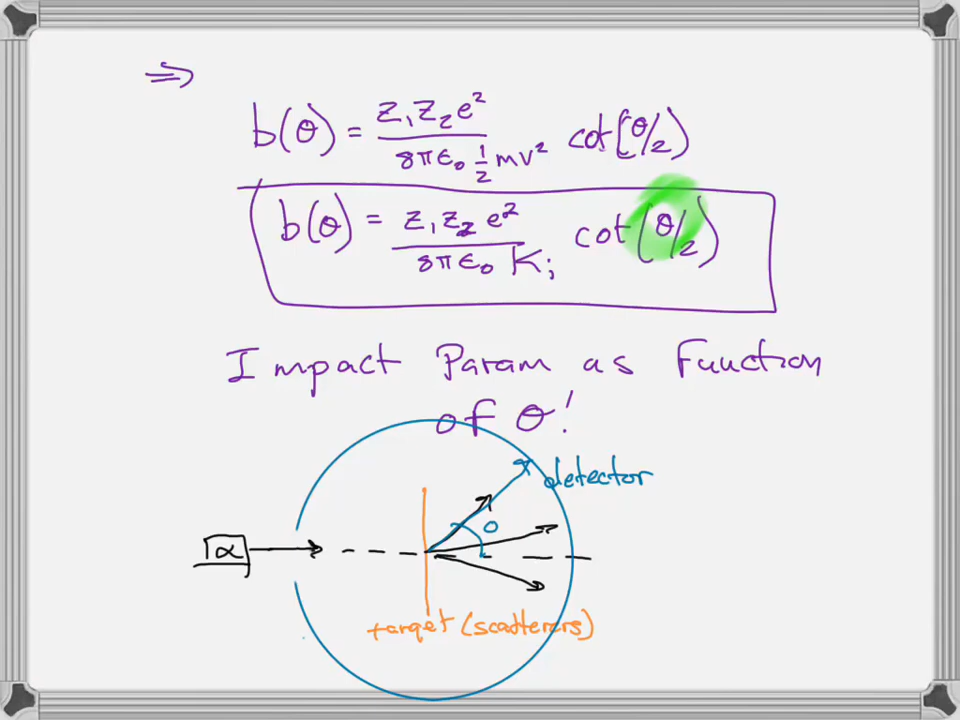 ⇒
b(θ) = Z₁Z₂e² / 8πε₀ ½mv² cot(θ/2)
b(θ) = Z₁Z₂e² / 8πε₀ Kᵢ cot(θ/2)
Impact Param as Function
of θ!
detector
θ
α
target (scatterers)